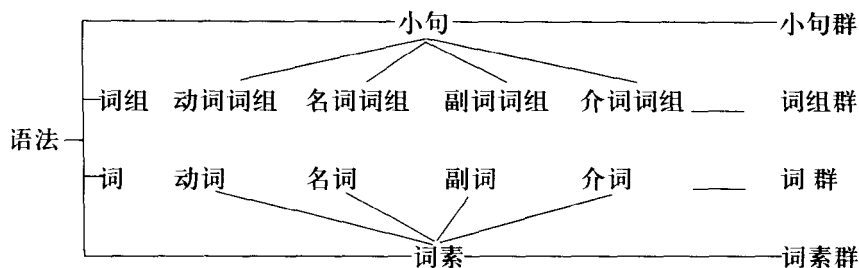 小句 小句群
词组 动词词组 名词词组 副词词组 介词词组 词组群
语法
词 动词 名词 副词 介词 词群
词素 词素群